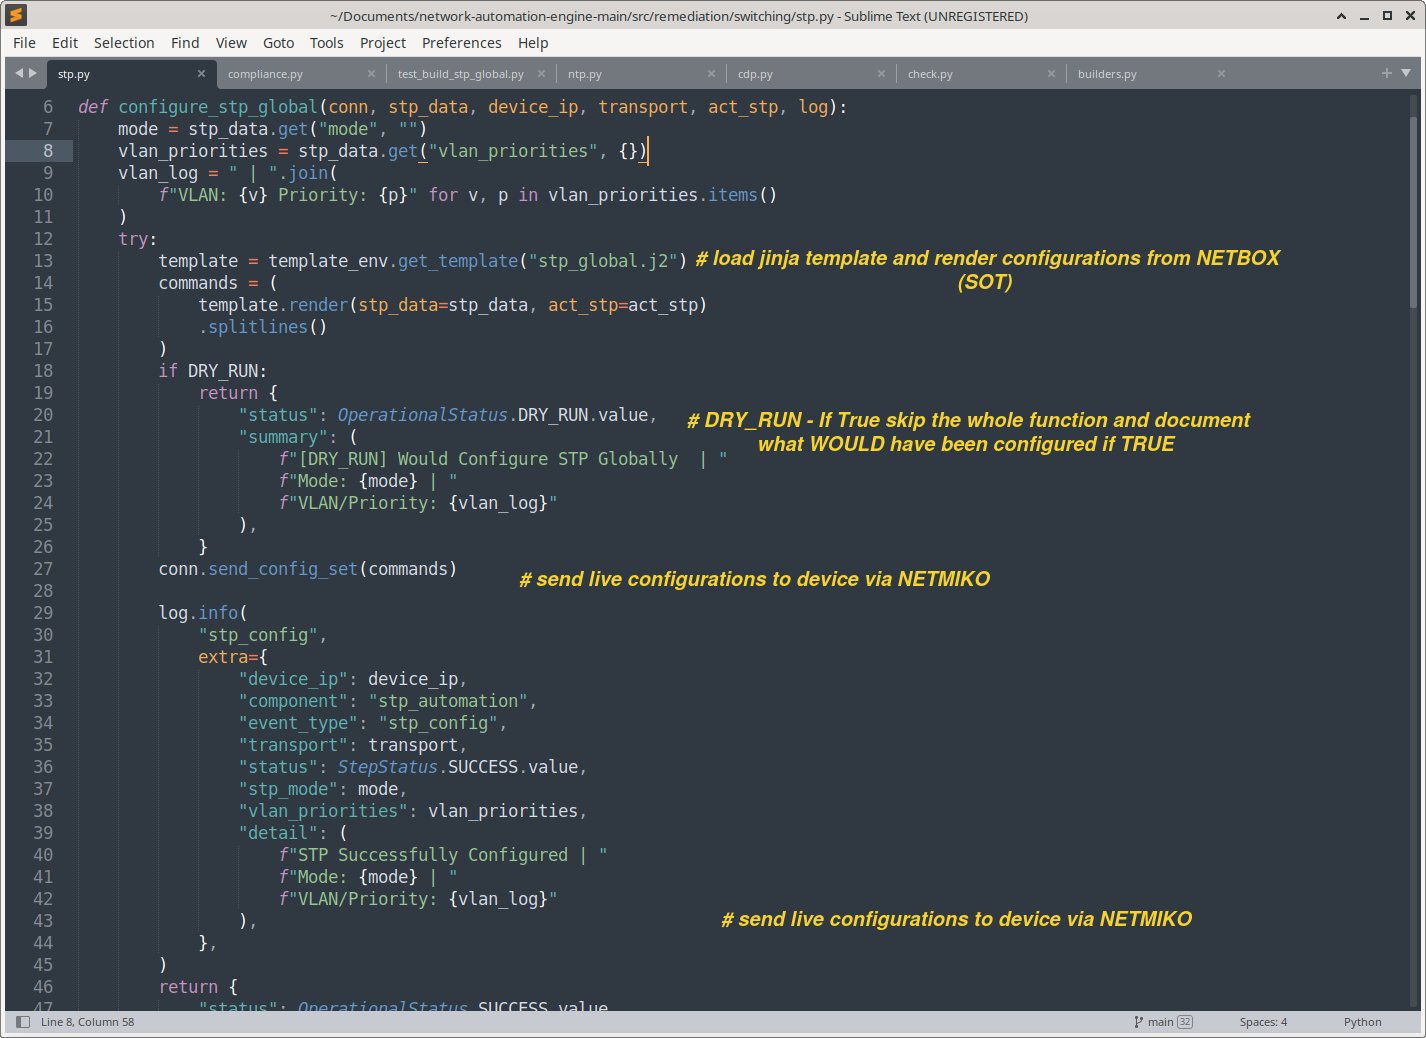 ~/Documents/network-automation-engine-main/src/remediation/switching/stp.py - Sublime Text (UNREGISTERED)
File Edit Selection Find View Goto Tools Project Preferences Help
stp.py compliance.py test_build_stp_global.py ntp.py cdp.py check.py builders.py
6 def configure_stp_global(conn, stp_data, device_ip, transport, act_stp, log):
7 mode = stp_data.get("mode", "")
8 vlan_priorities = stp_data.get("vlan_priorities", {})
9 vlan_log = " | ".join(
10 f"VLAN: {v} Priority: {p}" for v, p in vlan_priorities.items()
11 )
12 try:
13 template = template_env.get_template("stp_global.j2") # load jinja template and render configurations from NETBOX
(SOT)
14 commands = (
15 template.render(stp_data=stp_data, act_stp=act_stp)
16 .splitlines()
17 )
18 if DRY_RUN:
19 return {
20 "status": OperationalStatus.DRY_RUN.value, # DRY_RUN - If True skip the whole function and document
21 "summary": (
what WOULD have been configured if TRUE
22 f"[DRY_RUN] Would Configure STP Globally  | "
23 f"Mode: {mode} | "
24 f"VLAN/Priority: {vlan_log}"
25 ),
26 }
27 conn.send_config_set(commands) # send live configurations to device via NETMIKO
28
29 log.info(
30 "stp_config",
31 extra={
32 "device_ip": device_ip,
33 "component": "stp_automation",
34 "event_type": "stp_config",
35 "transport": transport,
36 "status": StepStatus.SUCCESS.value,
37 "stp_mode": mode,
38 "vlan_priorities": vlan_priorities,
39 "detail": (
40 f"STP Successfully Configured | "
41 f"Mode: {mode} | "
42 f"VLAN/Priority: {vlan_log}"
43 ), # send live configurations to device via NETMIKO
44 },
45 )
46 return {
47 "status": OperationalStatus.SUCCESS.value
Line 8, Column 58 main 32 Spaces: 4 Python